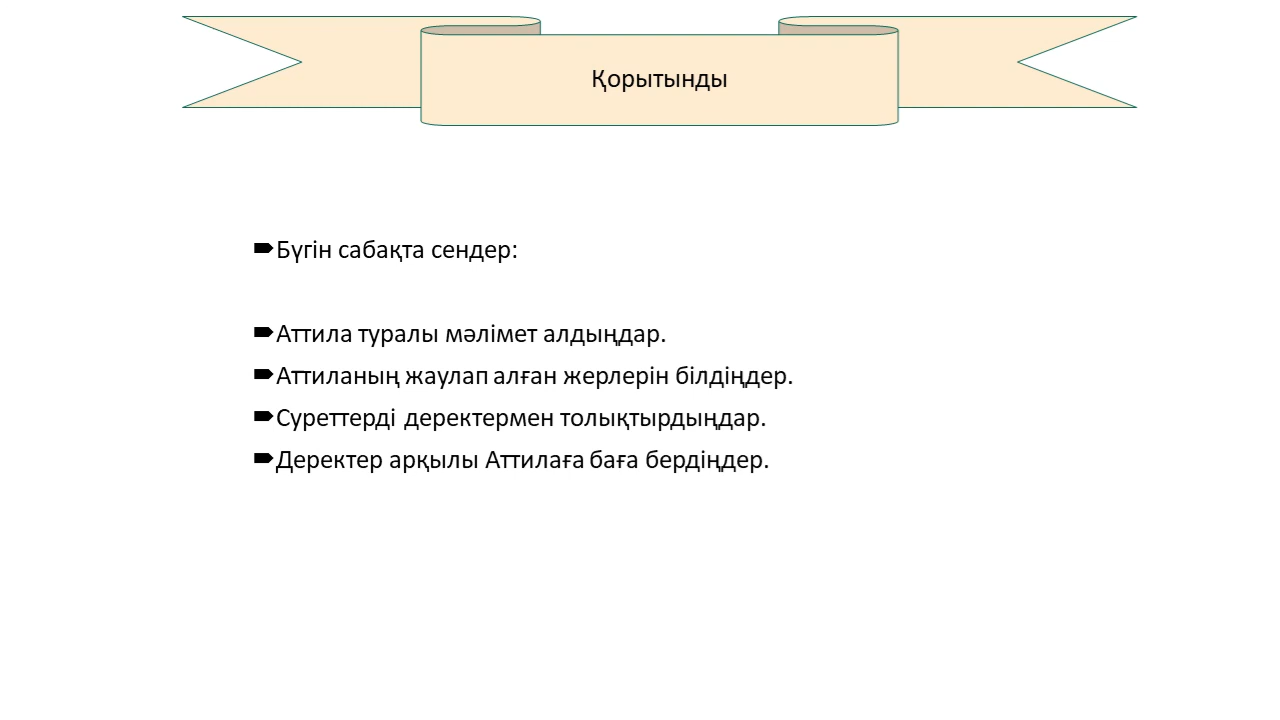 Қорытынды
Бүгін сабақта сендер:
Аттила туралы мәлімет алдыңдар.
Аттиланың жаулап алған жерлерін білдіңдер.
Суреттерді деректермен толықтырдыңдар.
Деректер арқылы Аттилаға баға бердіңдер.